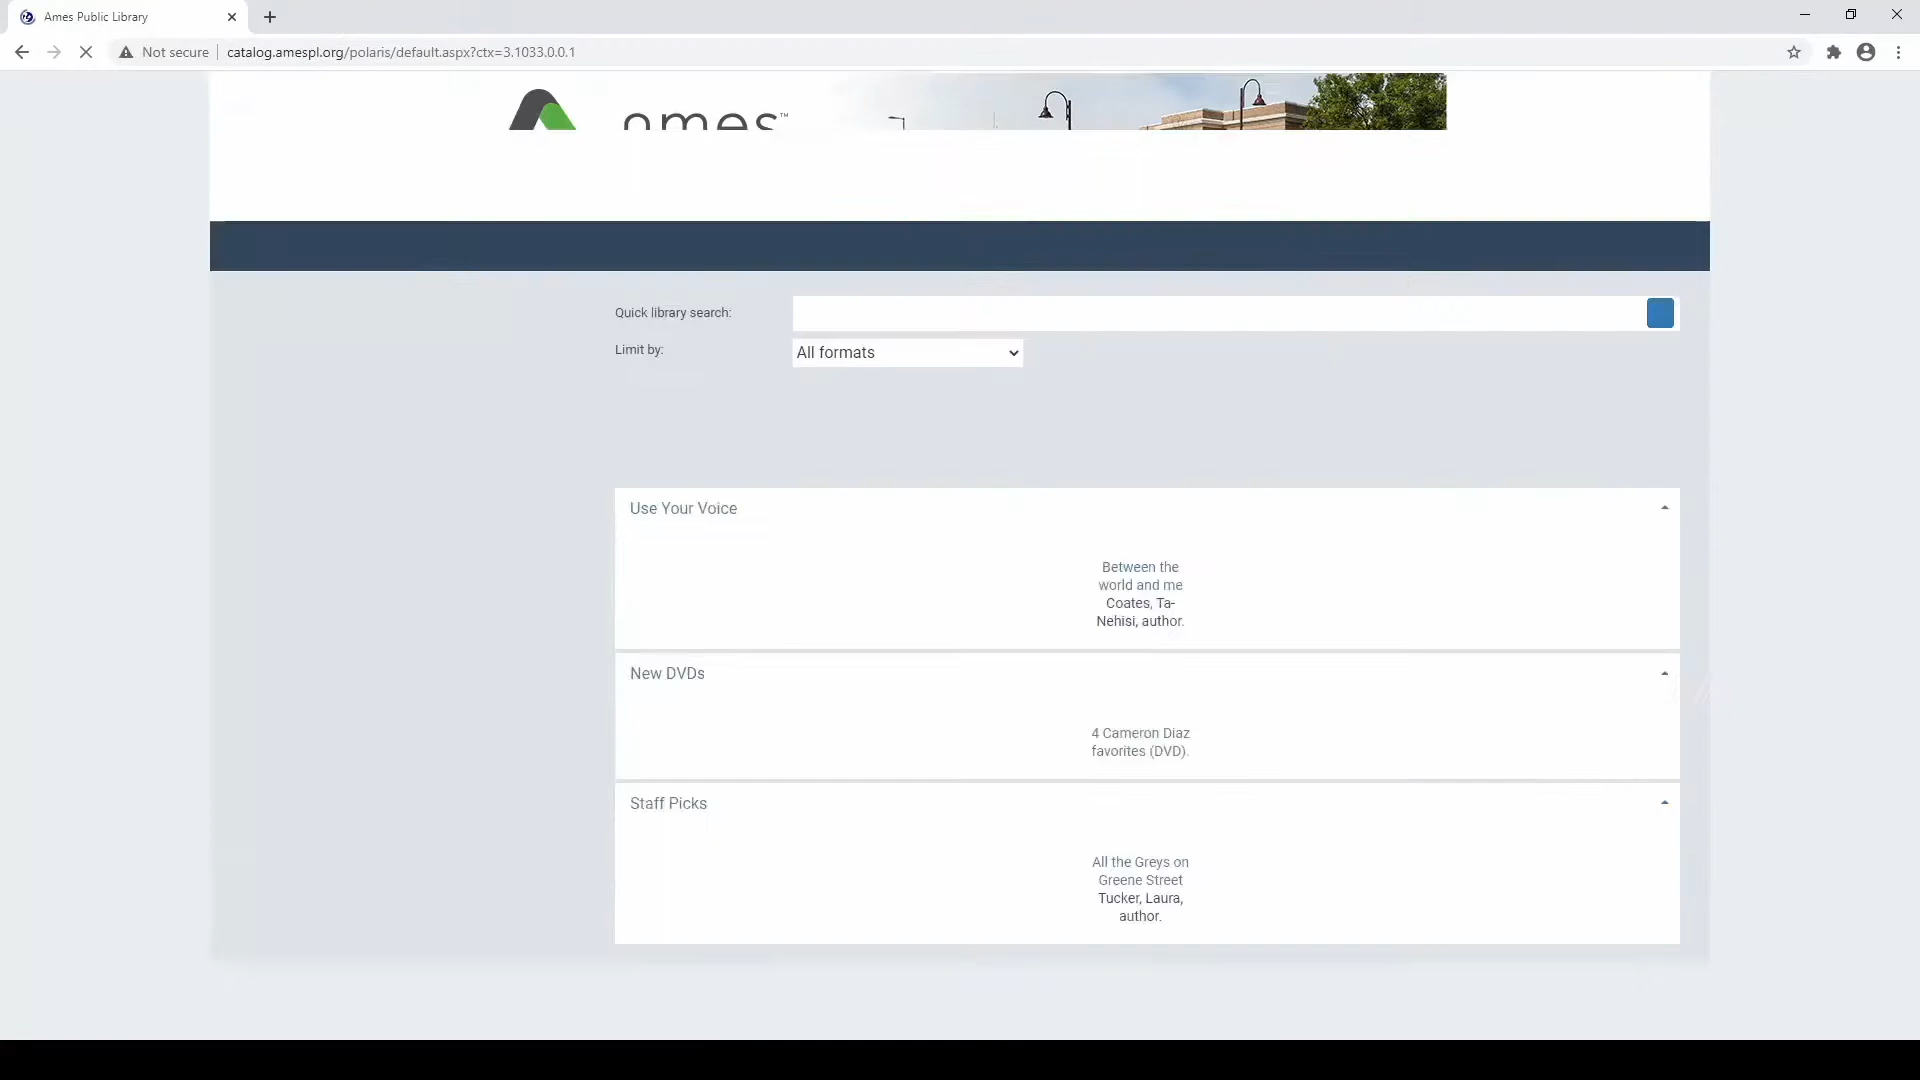 Ames Public Library
Not secure
catalog.amespl.org/polaris/default.aspx?ctx=3.1033.0.0.1
ames™
Quick library search:
Limit by:
All formats
Use Your Voice
Between the
world and me
Coates, Ta-
Nehisi, author.
New DVDs
4 Cameron Diaz
favorites (DVD).
Staff Picks
All the Greys on
Greene Street
Tucker, Laura,
author.